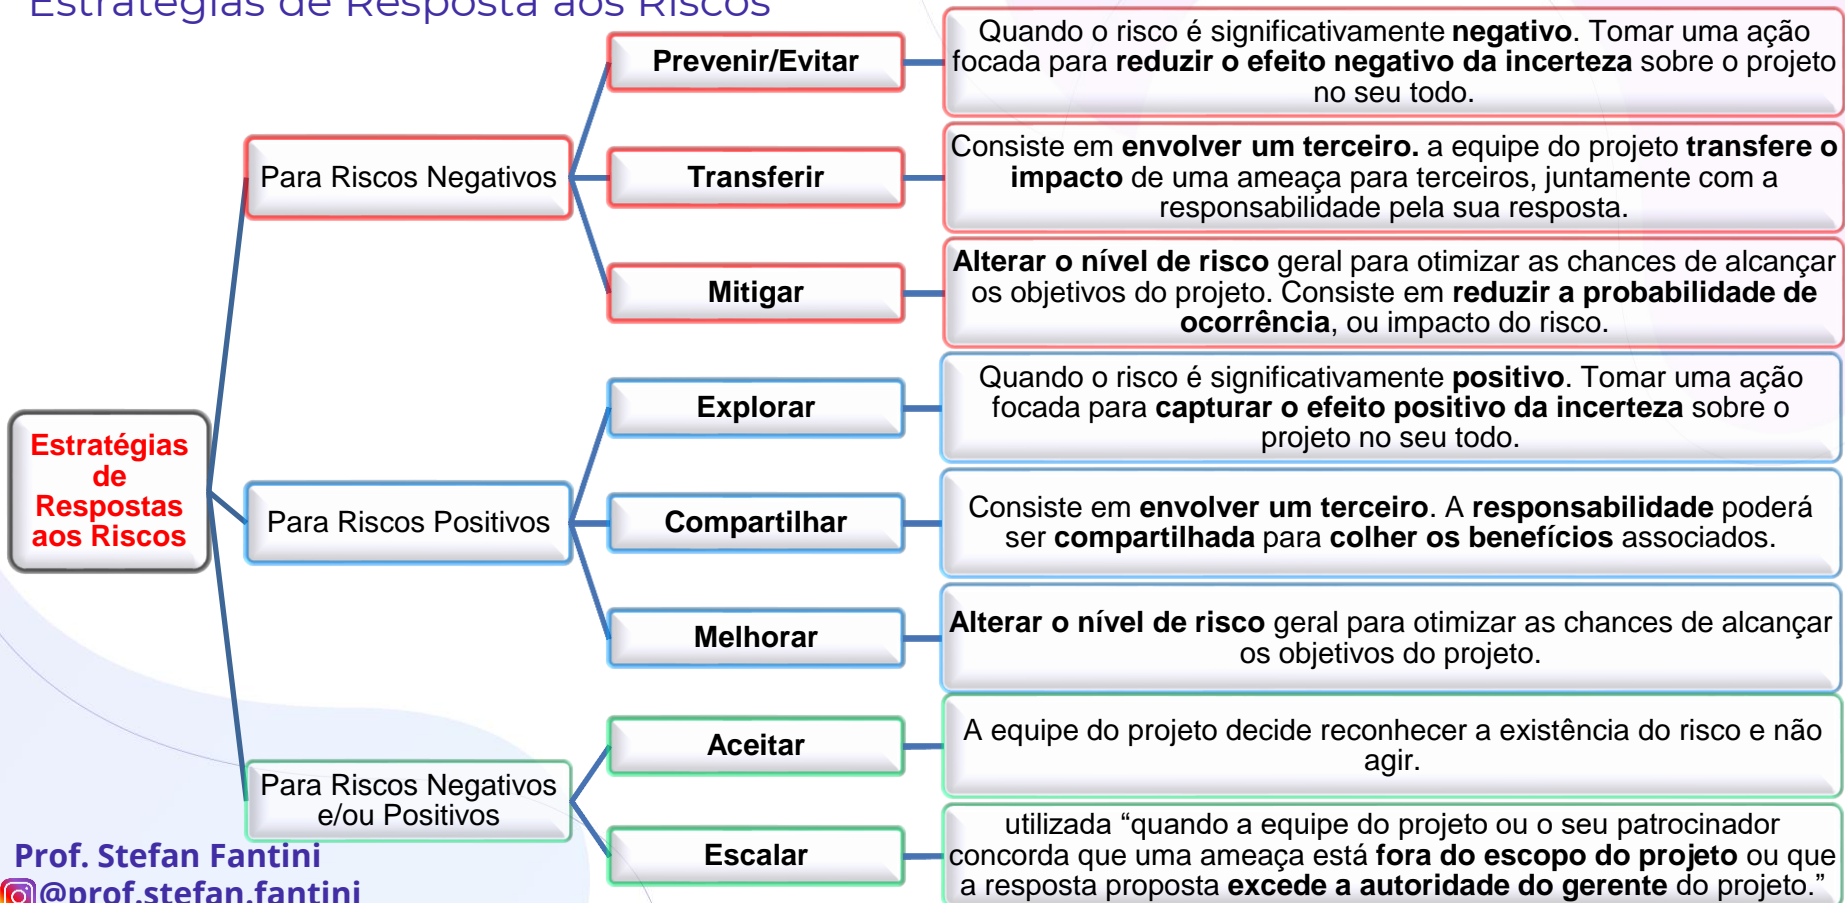 Estratégias de Resposta aos Riscos
Estratégias
de
Respostas
aos Riscos
Para Riscos Negativos
Prevenir/Evitar
Quando o risco é significativamente negativo. Tomar uma ação
focada para reduzir o efeito negativo da incerteza sobre o projeto
no seu todo.
Transferir
Consiste em envolver um terceiro. a equipe do projeto transfere o
impacto de uma ameaça para terceiros, juntamente com a
responsabilidade pela sua resposta.
Mitigar
Alterar o nível de risco geral para otimizar as chances de alcançar
os objetivos do projeto. Consiste em reduzir a probabilidade de
ocorrência, ou impacto do risco.
Para Riscos Positivos
Explorar
Quando o risco é significativamente positivo. Tomar uma ação
focada para capturar o efeito positivo da incerteza sobre o
projeto no seu todo.
Compartilhar
Consiste em envolver um terceiro. A responsabilidade poderá
ser compartilhada para colher os benefícios associados.
Melhorar
Alterar o nível de risco geral para otimizar as chances de alcançar
os objetivos do projeto.
Para Riscos Negativos
e/ou Positivos
Aceitar
A equipe do projeto decide reconhecer a existência do risco e não
agir.
Escalar
utilizada “quando a equipe do projeto ou o seu patrocinador
concorda que uma ameaça está fora do escopo do projeto ou que
a resposta proposta excede a autoridade do gerente do projeto.”
Prof. Stefan Fantini
@prof.stefan.fantini